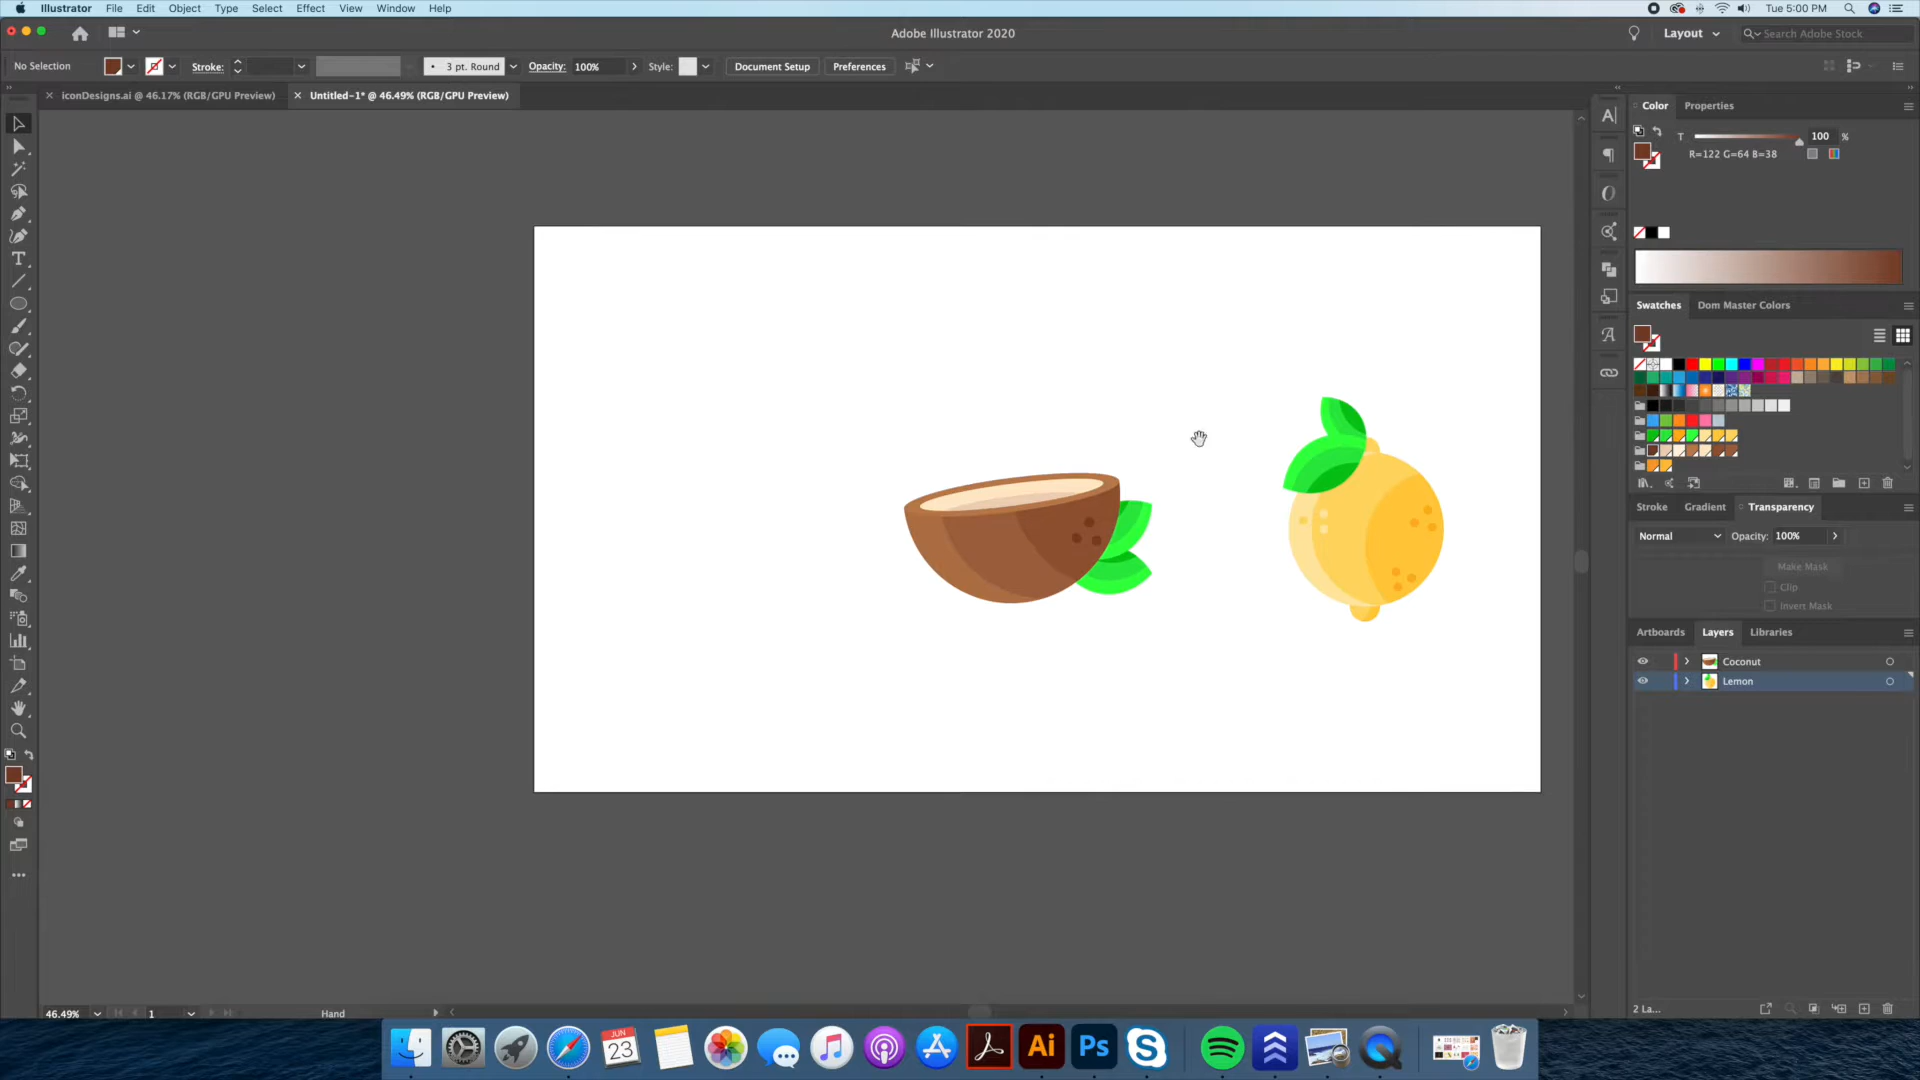 Illustrator File Edit Object Type Select Effect View Window Help
Tue 5:00 PM
Adobe Illustrator 2020
Layout
Search Adobe Stock
No Selection
Stroke:
3 pt. Round
Opacity: 100%
Style:
Document Setup
Preferences
iconDesigns.ai @ 46.17% (RGB/GPU Preview)
Untitled-1* @ 46.49% (RGB/GPU Preview)
Color Properties
T 100 %
R=122 G=64 B=38
Swatches Dom Master Colors
Stroke Gradient Transparency
Normal Opacity: 100%
Make Mask
Clip
Invert Mask
Artboards Layers Libraries
Coconut
Lemon
2 La...
46.49% 1 Hand
JUN
23
Ai
Ps